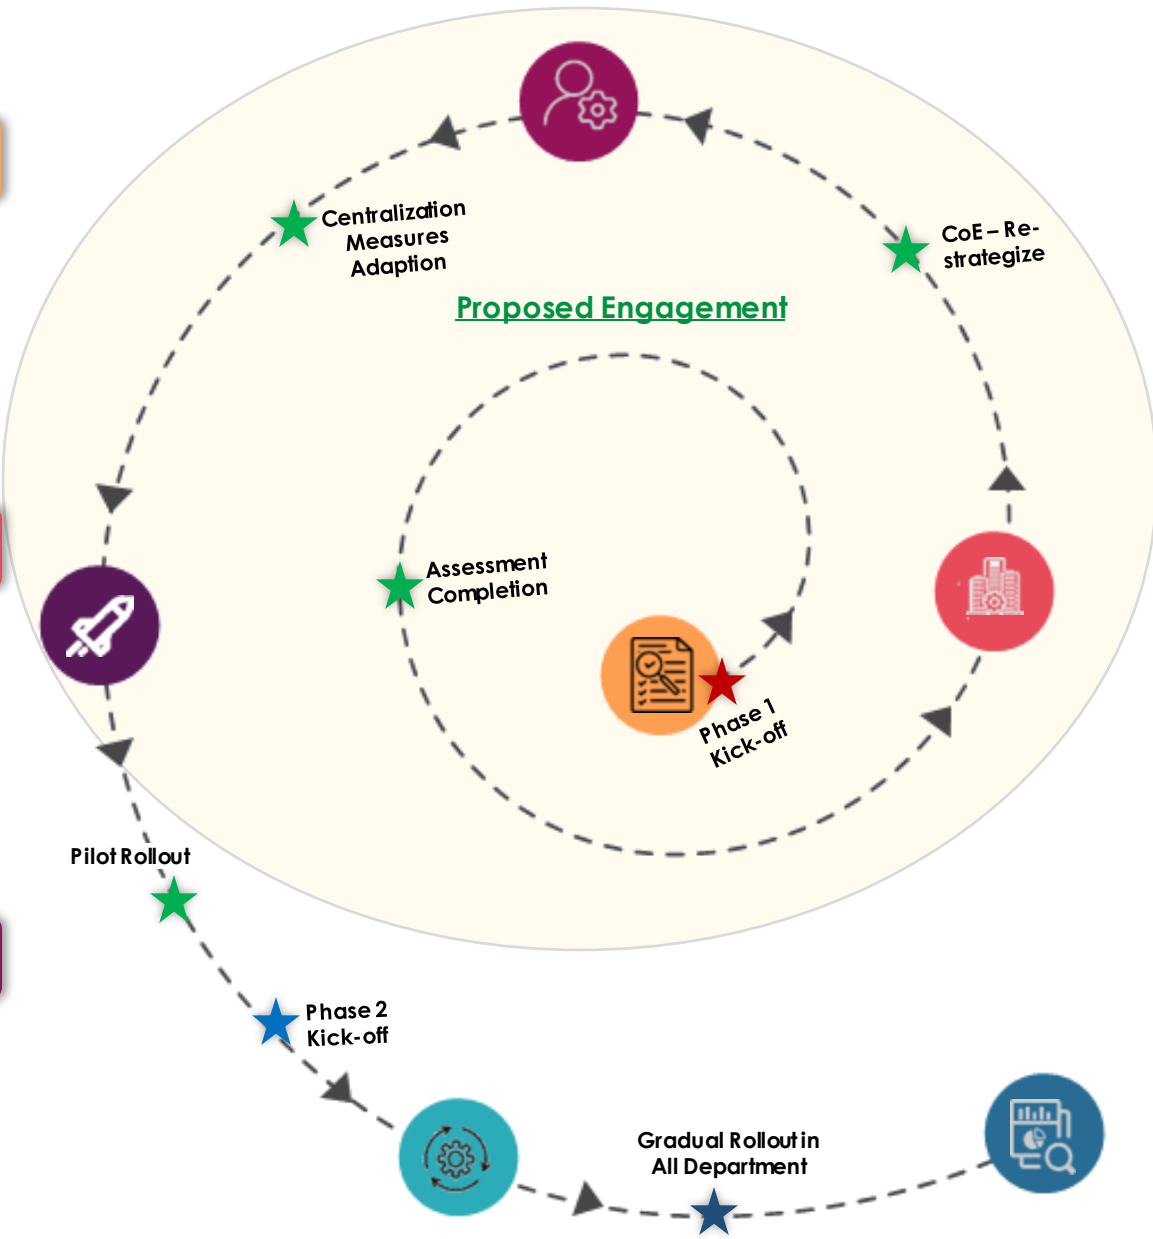 Centralization
Measures
Adaption
CoE – Re-
strategize
Proposed Engagement
Assessment
Completion
Phase 1
Kick-off
Pilot Rollout
Phase 2
Kick-off
Gradual Rollout in
All Department